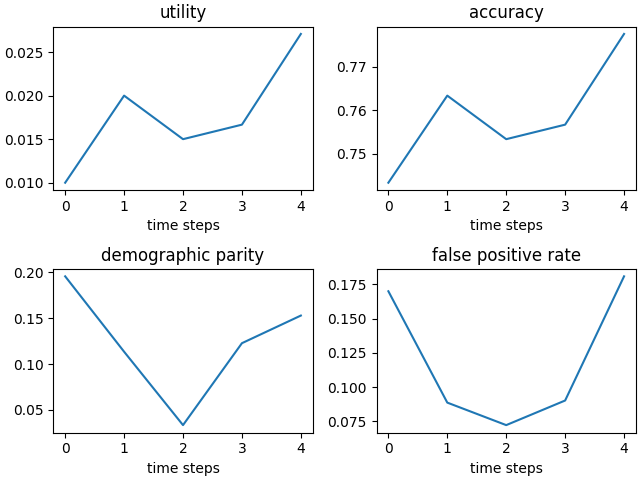 utility
0.025
0.020
0.015
0.010
0 1 2 3 4
time steps
accuracy
0.77
0.76
0.75
0 1 2 3 4
time steps
demographic parity
0.20
0.15
0.10
0.05
0 1 2 3 4
time steps
false positive rate
0.175
0.150
0.125
0.100
0.075
0 1 2 3 4
time steps